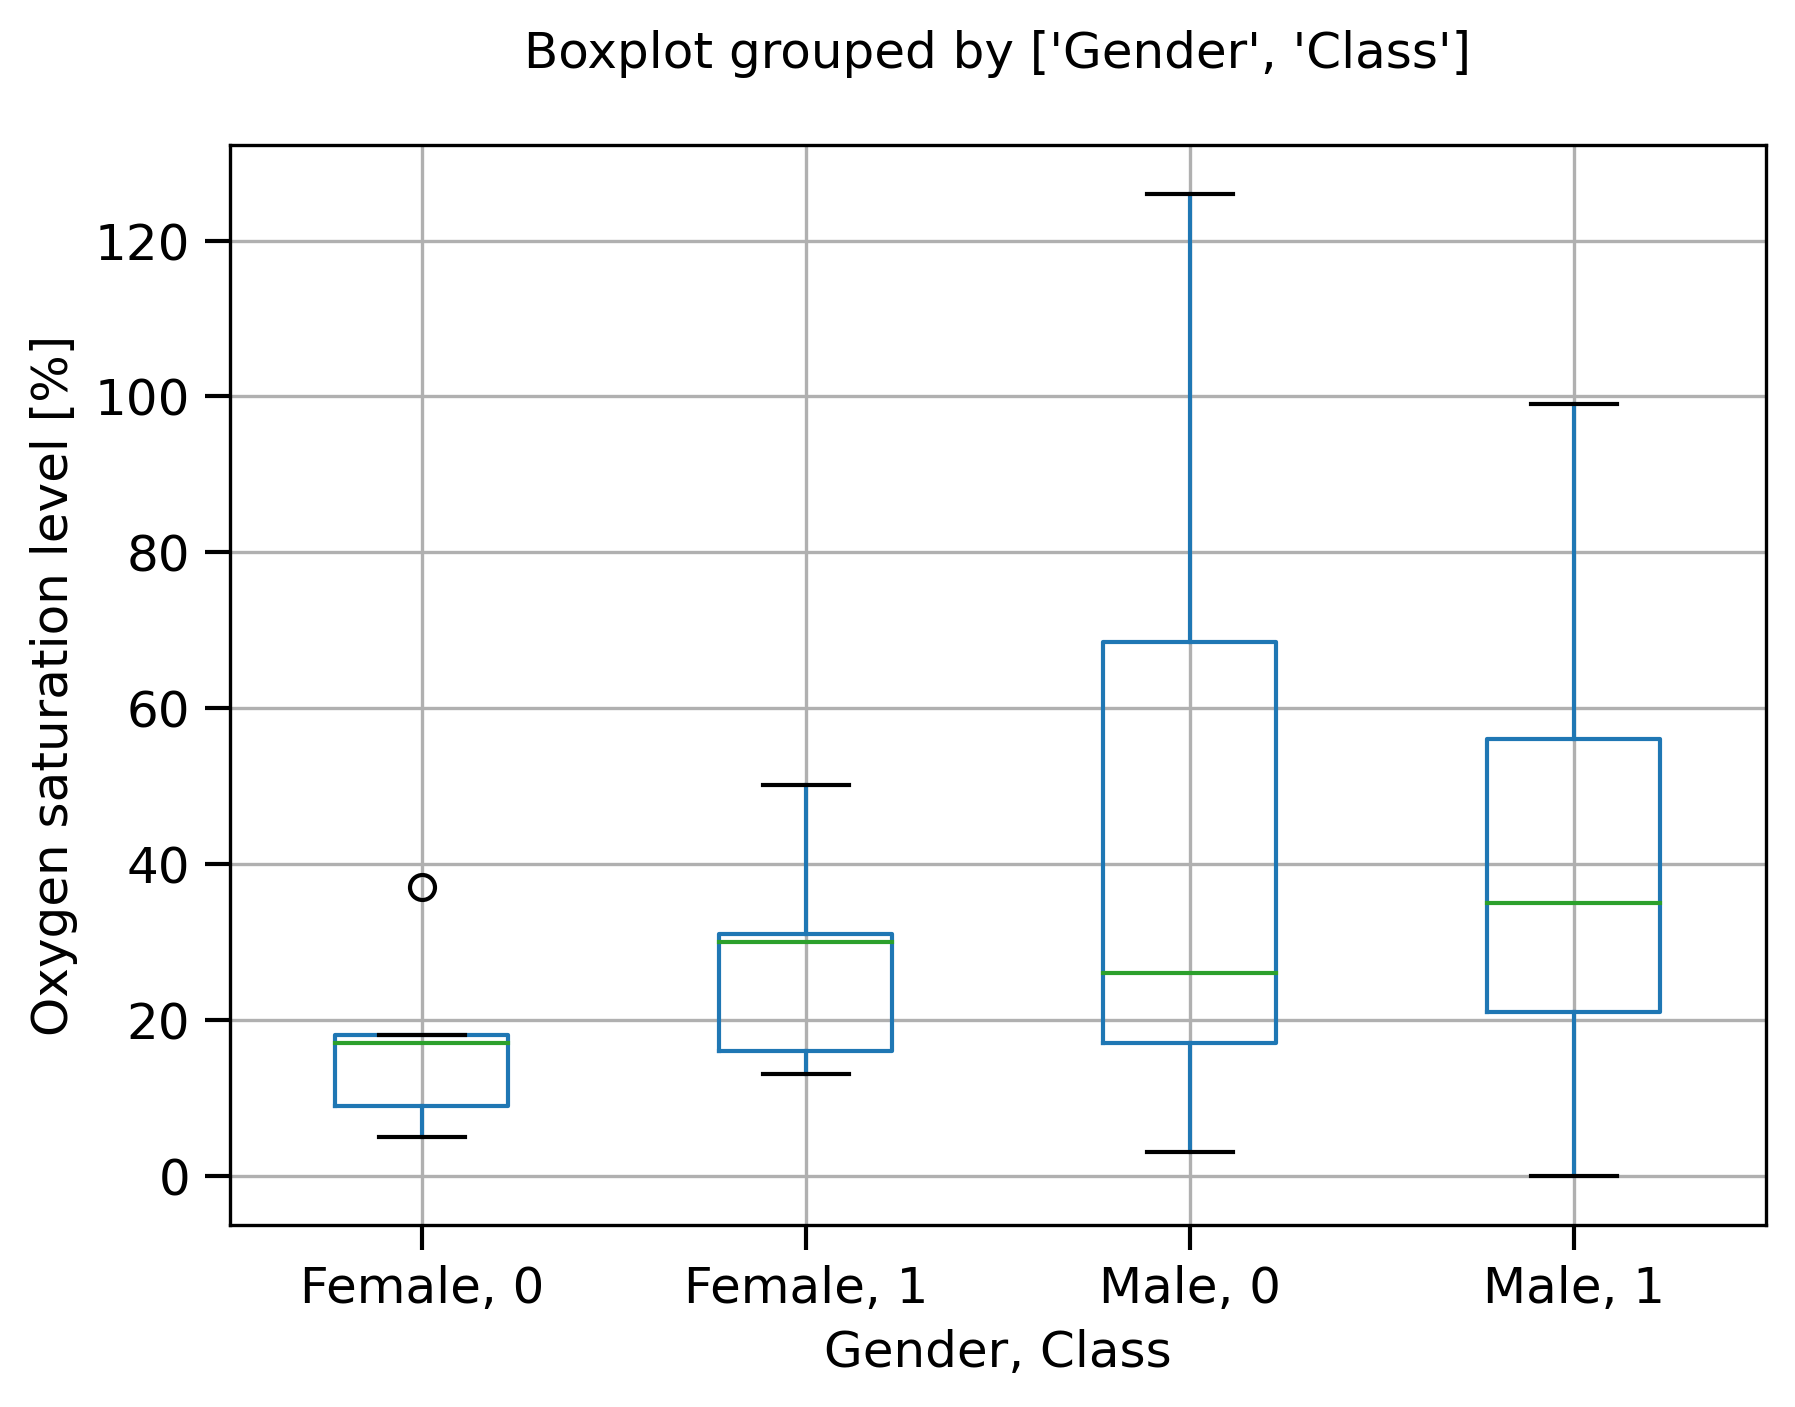 Boxplot grouped by ['Gender', 'Class']
Oxygen saturation level [%]
120
100
80
60
40
20
0
Female, 0
Female, 1
Male, 0
Male, 1
Gender, Class